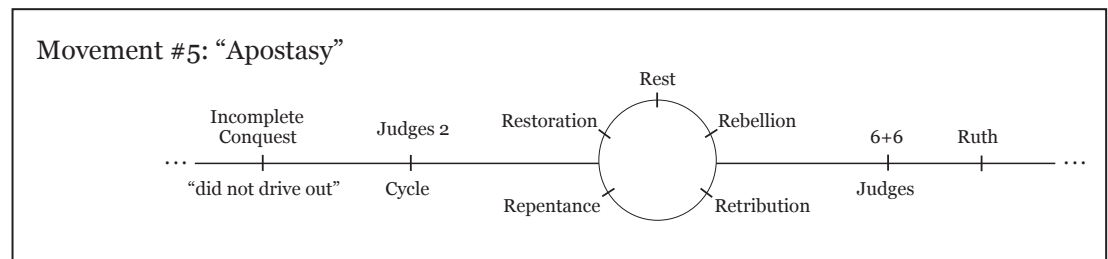 Movement #5: “Apostasy”
Rest
Incomplete
Conquest
Judges 2
Restoration
Rebellion
6+6
Ruth
... ...
“did not drive out”
Cycle
Repentance
Retribution
Judges